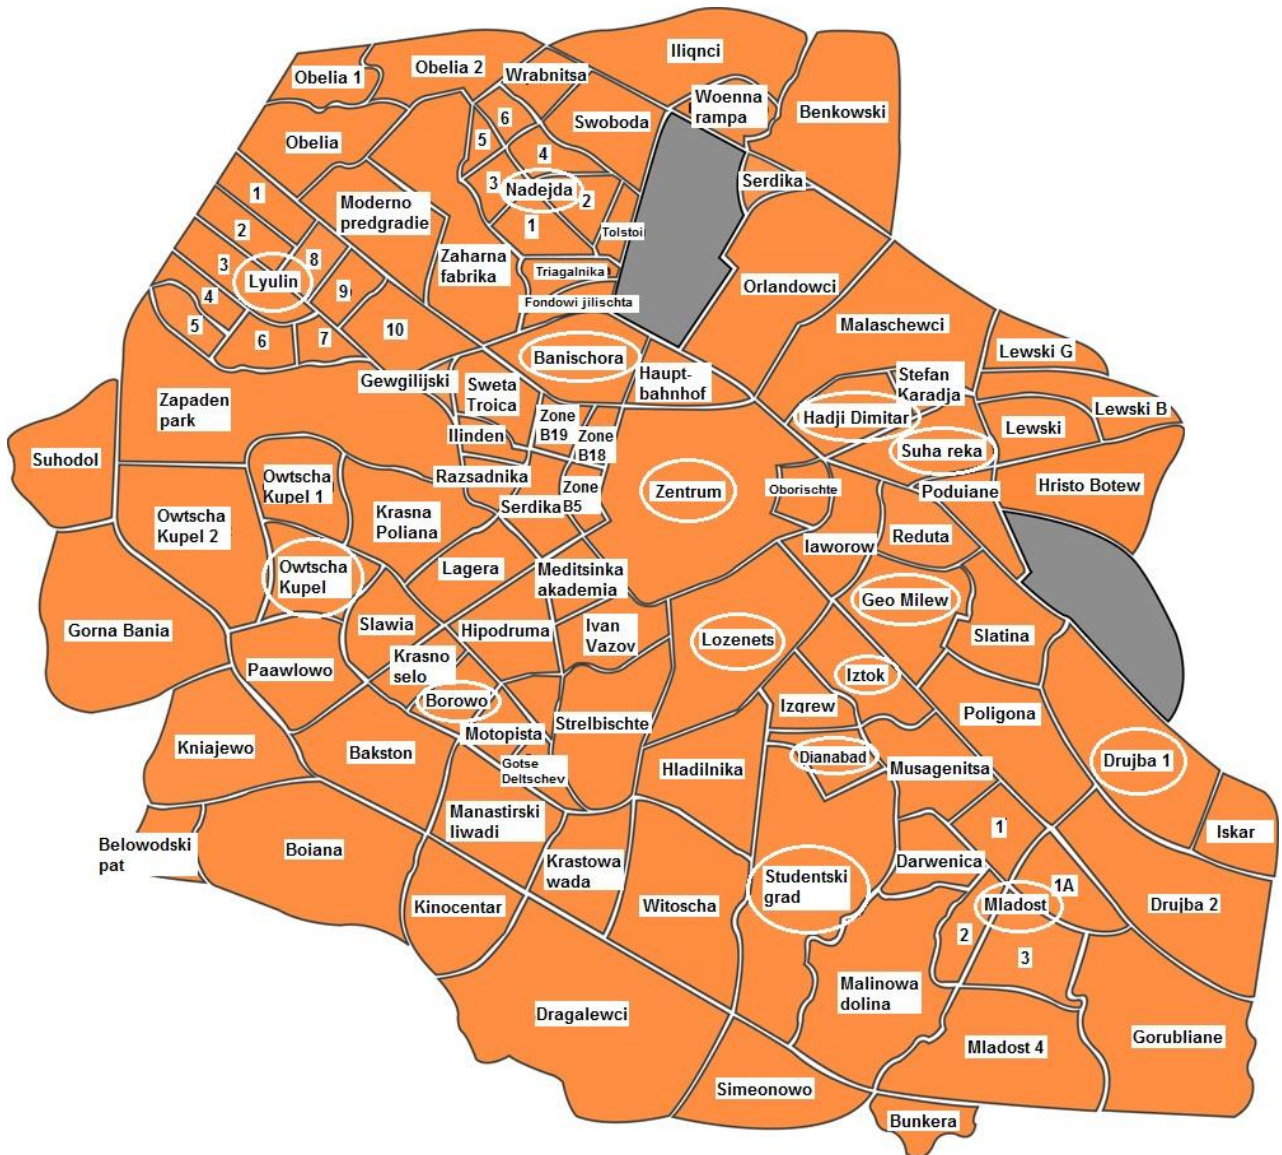 Iliqnci
Obelia 1
Obelia 2
Wrabnitsa
Woenna
rampa
Benkowski
Swoboda
6
5
Obelia
4
Serdika
3
Nadejda
2
1
Moderno
predgradie
1
2
Tolstoi
Zaharna
fabrika
3
8
Lyulin
Triagalnika
9
Orlandowci
4
Fondowi jilischta
5
6
7
10
Malaschewci
Lewski G
Banischora
Haupt-
bahnhof
Gewgilijski
Sweta
Troica
Stefan
Karadja
Zapaden
park
Hadji Dimitar
Lewski B
Zone
B19
Lewski
Ilinden
Zone
B18
Suha reka
Suhodol
Owtscha
Kupel 1
Razsadnika
Zentrum
Oborischte
Poduiane
Hristo Botew
Zone
B5
Serdika
Owtscha
Kupel 2
Krasna
Poliana
Iaworow
Reduta
Owtscha
Kupel
Lagera
Meditsinka
akademia
Geo Milew
Gorna Bania
Slawia
Hipodruma
Ivan
Vazov
Lozenets
Slatina
Krasno
selo
Paawlowo
Iztok
Borowo
Izgrew
Poligona
Strelbischte
Motopista
Kniajewo
Bakston
Gotse
Deltschev
Hladilnika
Dianabad
Musagenitsa
Drujba 1
Manastirski
liwadi
1
Iskar
Belowodski
pat
Boiana
Krastowa
wada
Studentski
grad
Darwenica
1A
Kinocentar
Witoscha
Mladost
Drujba 2
2
3
Malinowa
dolina
Dragalewci
Mladost 4
Gorubliane
Simeonowo
Bunkera